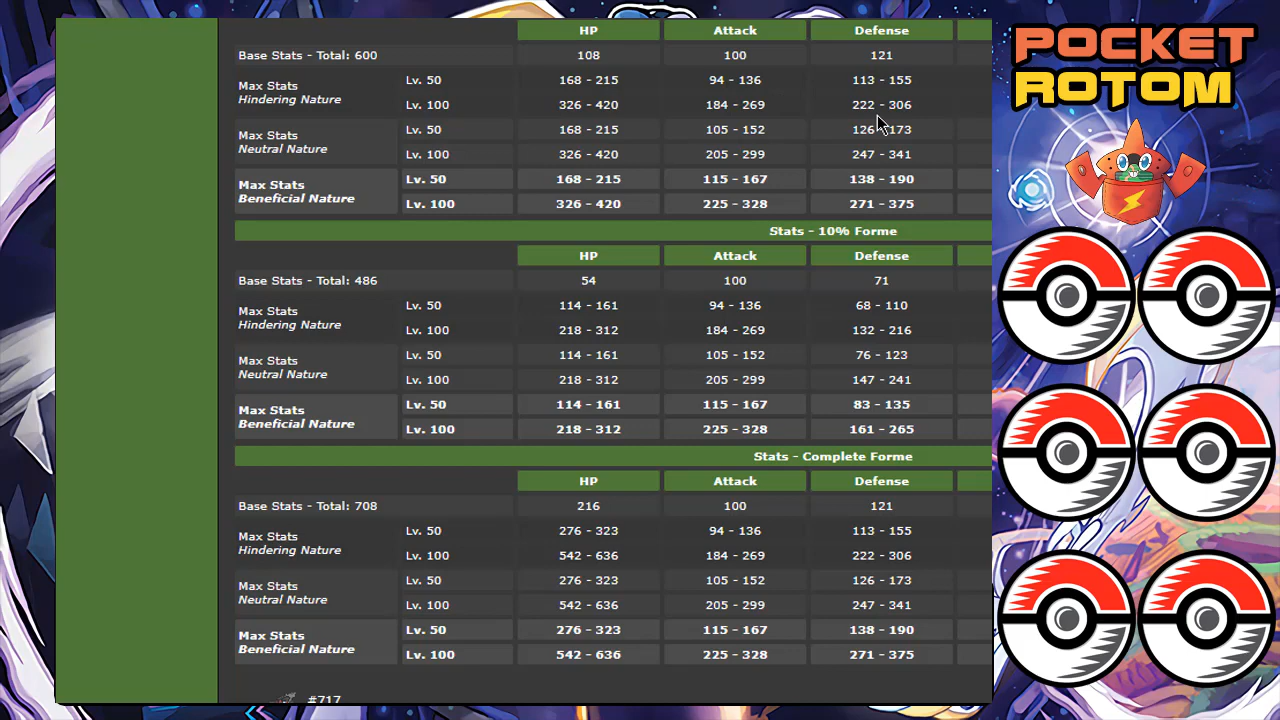 HP Attack Defense
Base Stats - Total: 600 108 100 121
Max Stats Hindering Nature Lv. 50 168 - 215 94 - 136 113 - 155
Lv. 100 326 - 420 184 - 269 222 - 306
Max Stats Neutral Nature Lv. 50 168 - 215 105 - 152 126 - 173
Lv. 100 326 - 420 205 - 299 247 - 341
Max Stats Beneficial Nature Lv. 50 168 - 215 115 - 167 138 - 190
Lv. 100 326 - 420 225 - 328 271 - 375
Stats - 10% Forme
HP Attack Defense
Base Stats - Total: 486 54 100 71
Max Stats Hindering Nature Lv. 50 114 - 161 94 - 136 68 - 110
Lv. 100 218 - 312 184 - 269 132 - 216
Max Stats Neutral Nature Lv. 50 114 - 161 105 - 152 76 - 123
Lv. 100 218 - 312 205 - 299 147 - 241
Max Stats Beneficial Nature Lv. 50 114 - 161 115 - 167 83 - 135
Lv. 100 218 - 312 225 - 328 161 - 265
Stats - Complete Forme
HP Attack Defense
Base Stats - Total: 708 216 100 121
Max Stats Hindering Nature Lv. 50 276 - 323 94 - 136 113 - 155
Lv. 100 542 - 636 184 - 269 222 - 306
Max Stats Neutral Nature Lv. 50 276 - 323 105 - 152 126 - 173
Lv. 100 542 - 636 205 - 299 247 - 341
Max Stats Beneficial Nature Lv. 50 276 - 323 115 - 167 138 - 190
Lv. 100 542 - 636 225 - 328 271 - 375
#717
POCKET
ROTOM